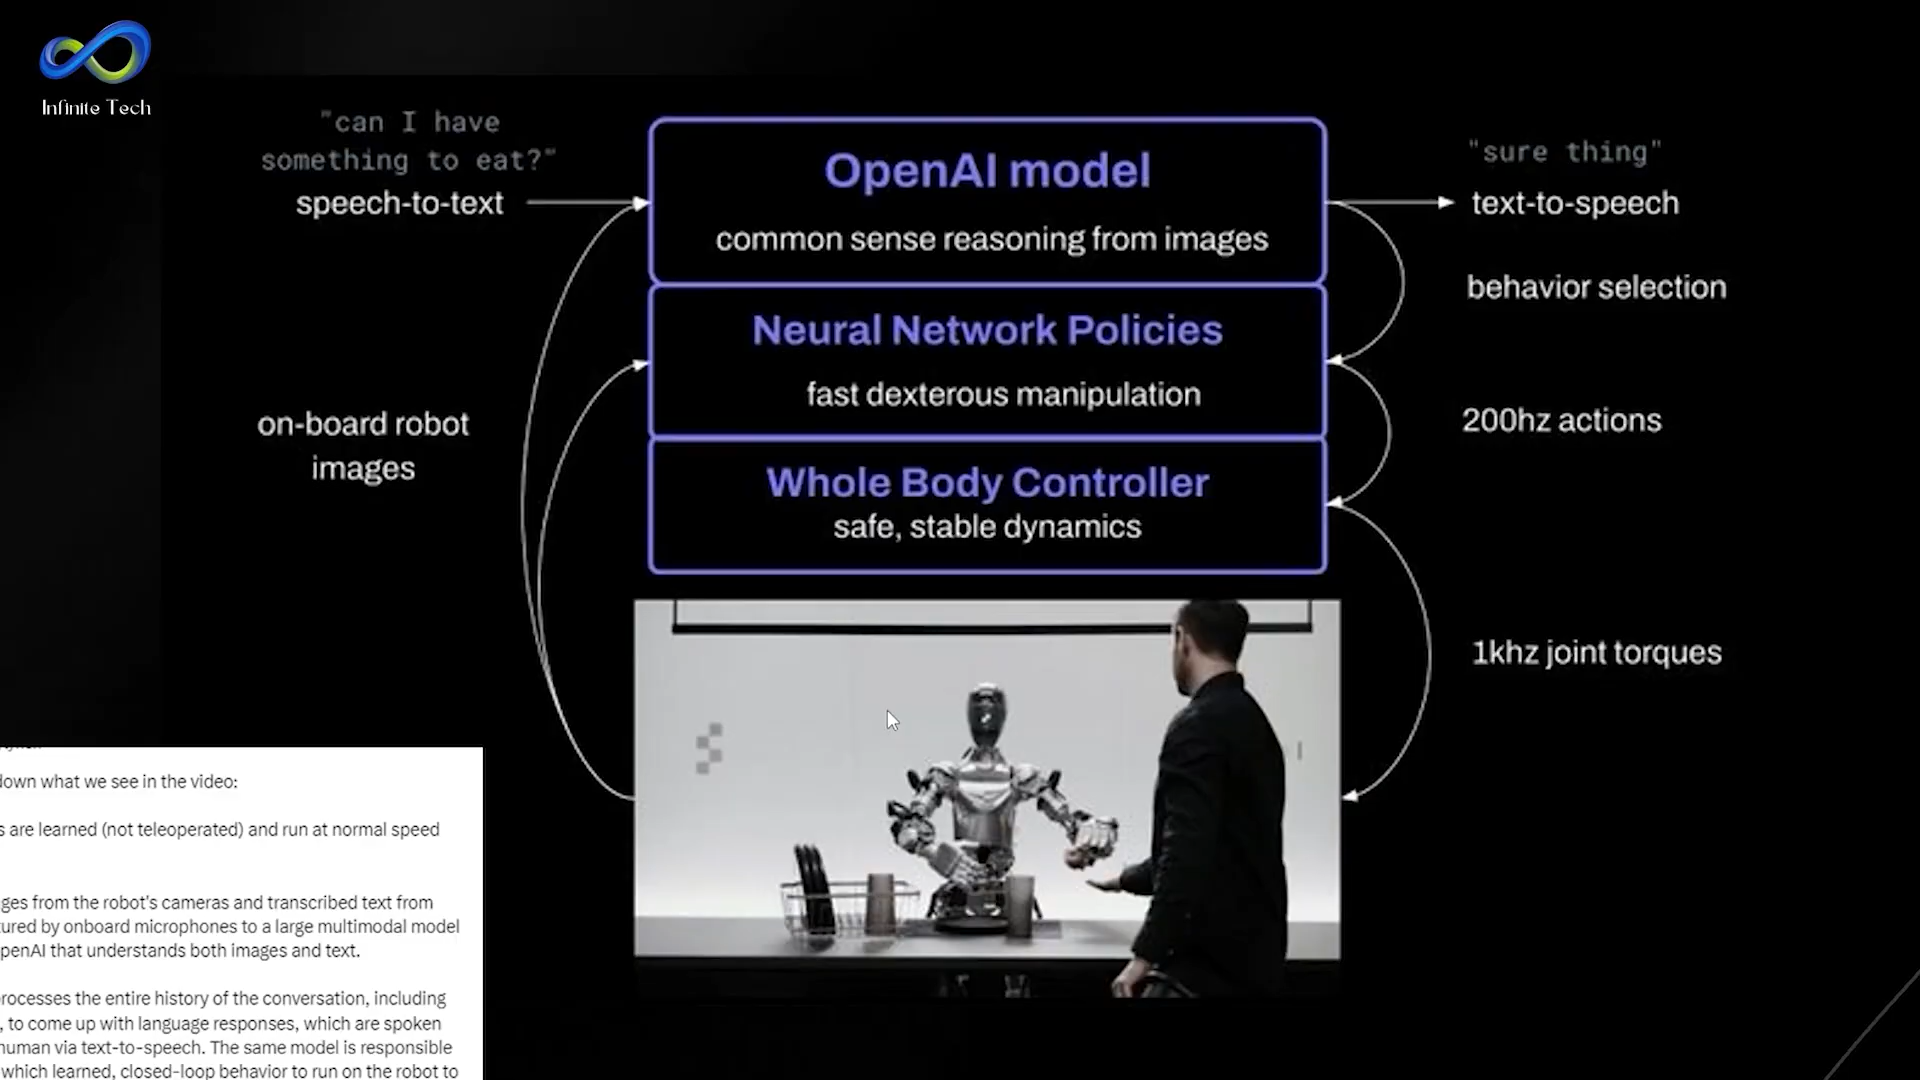 Infinite Tech
"can I have
something to eat?"
speech-to-text
on-board robot
images
OpenAI model
common sense reasoning from images
Neural Network Policies
fast dexterous manipulation
Whole Body Controller
safe, stable dynamics
"sure thing"
text-to-speech
behavior selection
200hz actions
1khz joint torques
down what we see in the video:
s are learned (not teleoperated) and run at normal speed
ges from the robot's cameras and transcribed text from
tured by onboard microphones to a large multimodal model
penAI that understands both images and text.
rocesses the entire history of the conversation, including
, to come up with language responses, which are spoken
human via text-to-speech. The same model is responsible
which learned, closed-loop behavior to run on the robot to